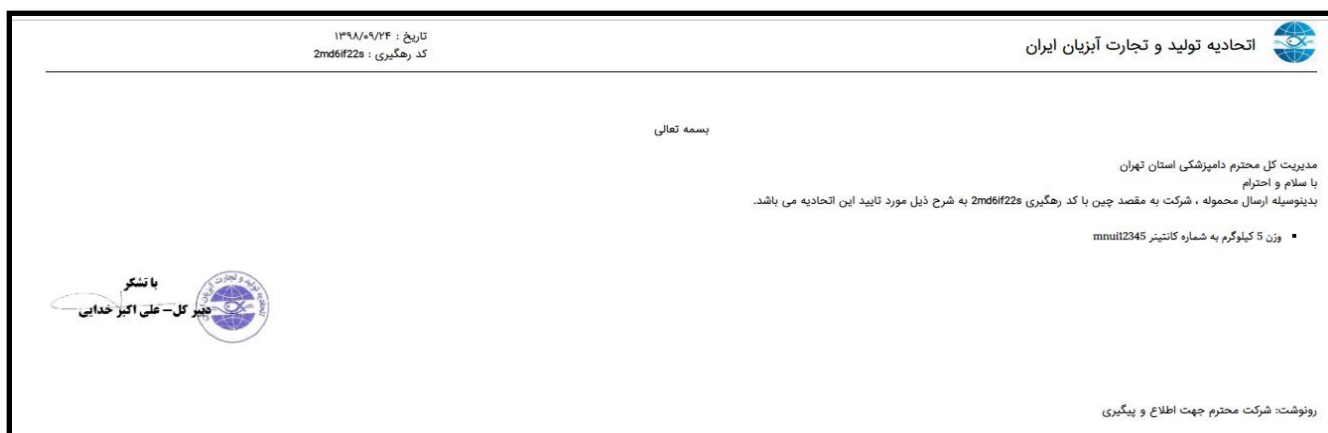 اتحادیه تولید و تجارت آبزیان ایران
تاریخ : ۱۳۹۸/۰۹/۲۴
کد رهگیری : 2md6if22s
بسمه تعالی
مدیریت کل محترم دامپزشکی استان تهران
با سلام و احترام
بدینوسیله ارسال محموله ، شرکت به مقصد چین با کد رهگیری 2md6if22s به شرح ذیل مورد تایید این اتحادیه می باشد.
▪ وزن 5 کیلوگرم به شماره کانتینر mnui12345
با تشکر
دبیر کل– علی اکبر خدایی
رونوشت: شرکت محترم جهت اطلاع و پیگیری